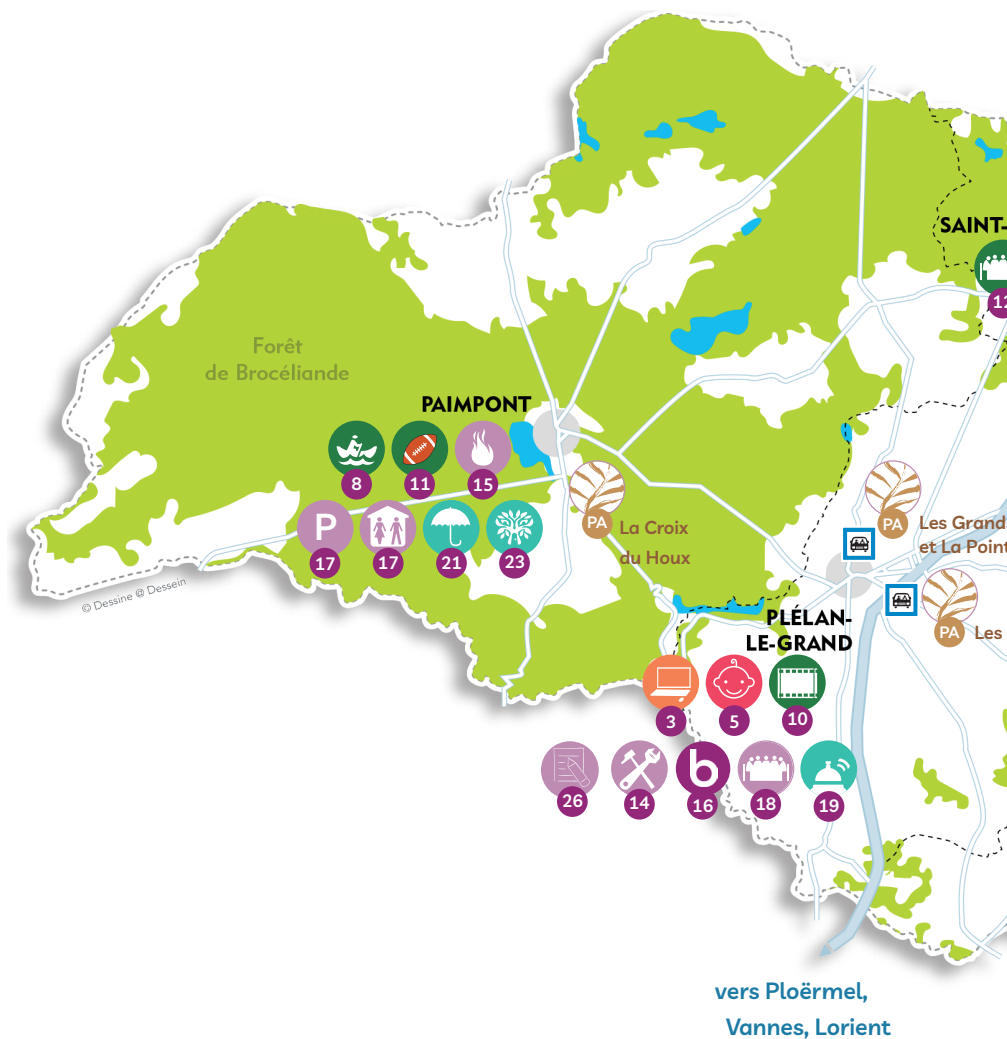 SAINT-
12
Forêt
de Brocéliande
PAIMPONT
8
11
15
P
17
17
21
23
PA
La Croix
du Houx
PA
Les Grands
et La Point
© Dessine @ Dessein
PA
Les
PLÉLAN-
LE-GRAND
3
5
10
b
26
14
16
18
19
vers Ploërmel,
Vannes, Lorient